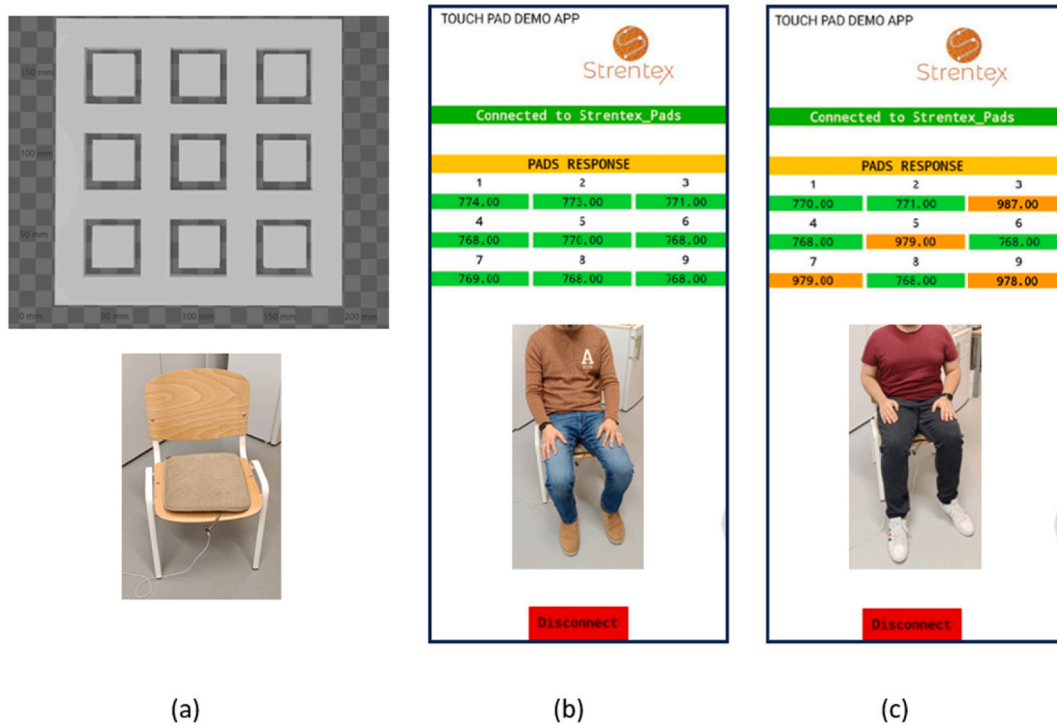 150 mm
100 mm
50 mm
0 mm 50 mm 100 mm 150 mm 200 mm
TOUCH PAD DEMO APP
Strentex
Connected to Strentex_Pads
PADS RESPONSE
1 2 3
774.00 773.00 771.00
4 5 6
768.00 770.00 768.00
7 8 9
769.00 768.00 768.00
A
Disconnect
TOUCH PAD DEMO APP
Strentex
Connected to Strentex_Pads
PADS RESPONSE
1 2 3
770.00 771.00 987.00
4 5 6
768.00 979.00 768.00
7 8 9
979.00 768.00 978.00
Disconnect
(a) (b) (c)